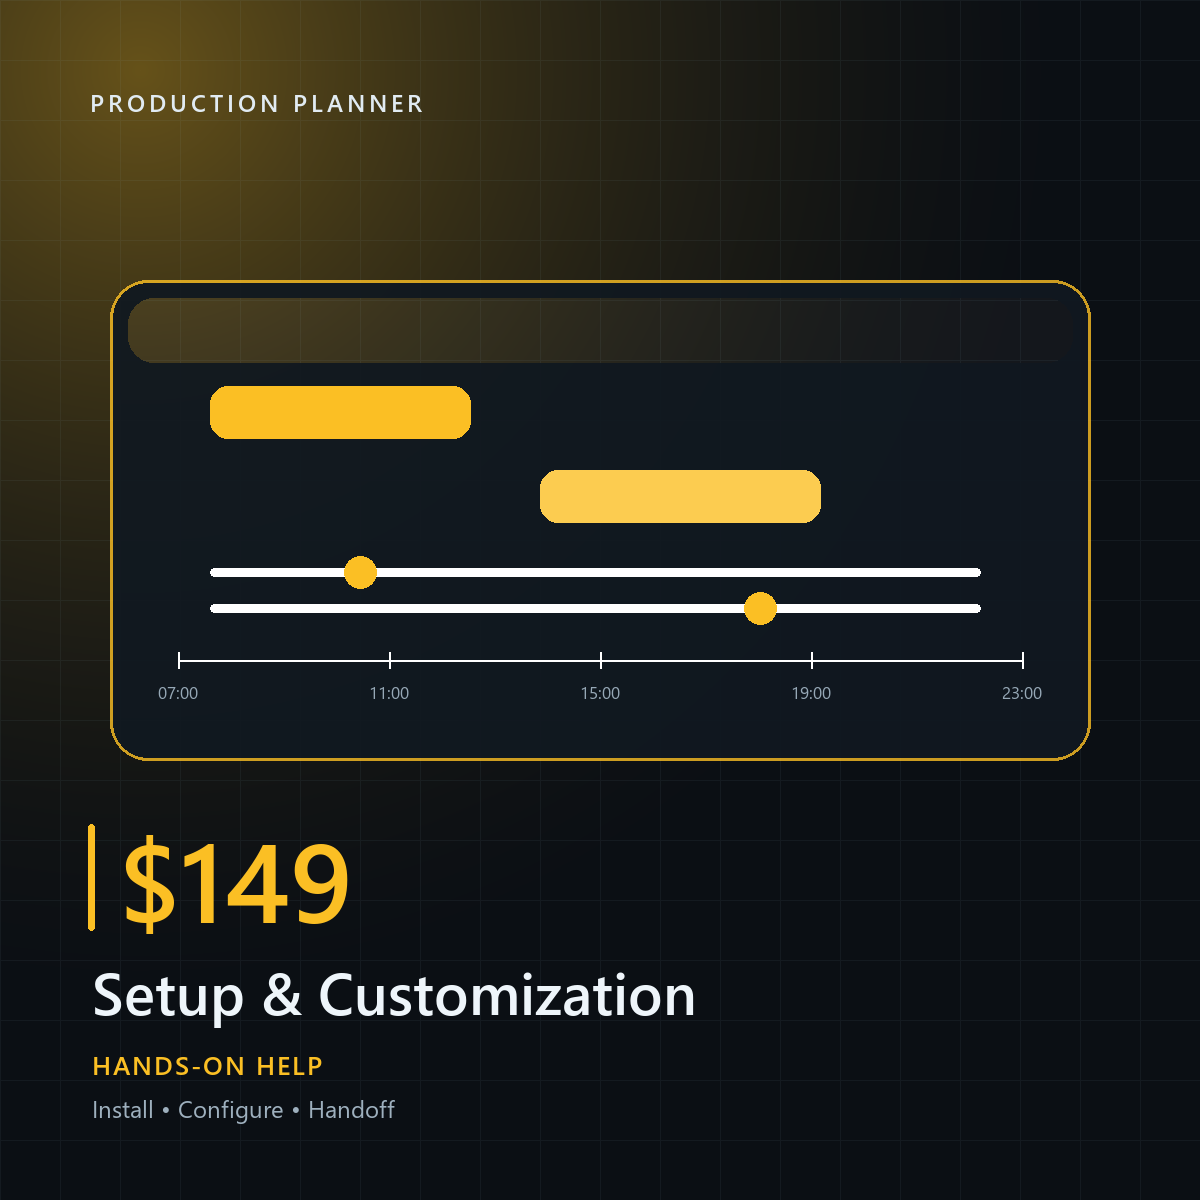 PRODUCTION PLANNER
07:00 11:00 15:00 19:00 23:00
$149
Setup & Customization
HANDS-ON HELP
Install • Configure • Handoff